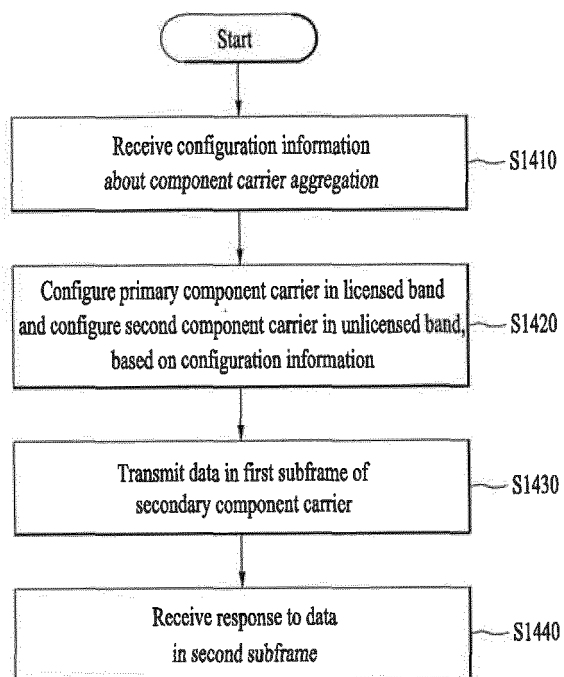 Start
Receive configuration information
about component carrier aggregation
S1410
Configure primary component carrier in licensed band
and configure second component carrier in unlicensed band,
based on configuration information
S1420
Transmit data in first subframe of
secondary component carrier
S1430
Receive response to data
in second subframe
S1440